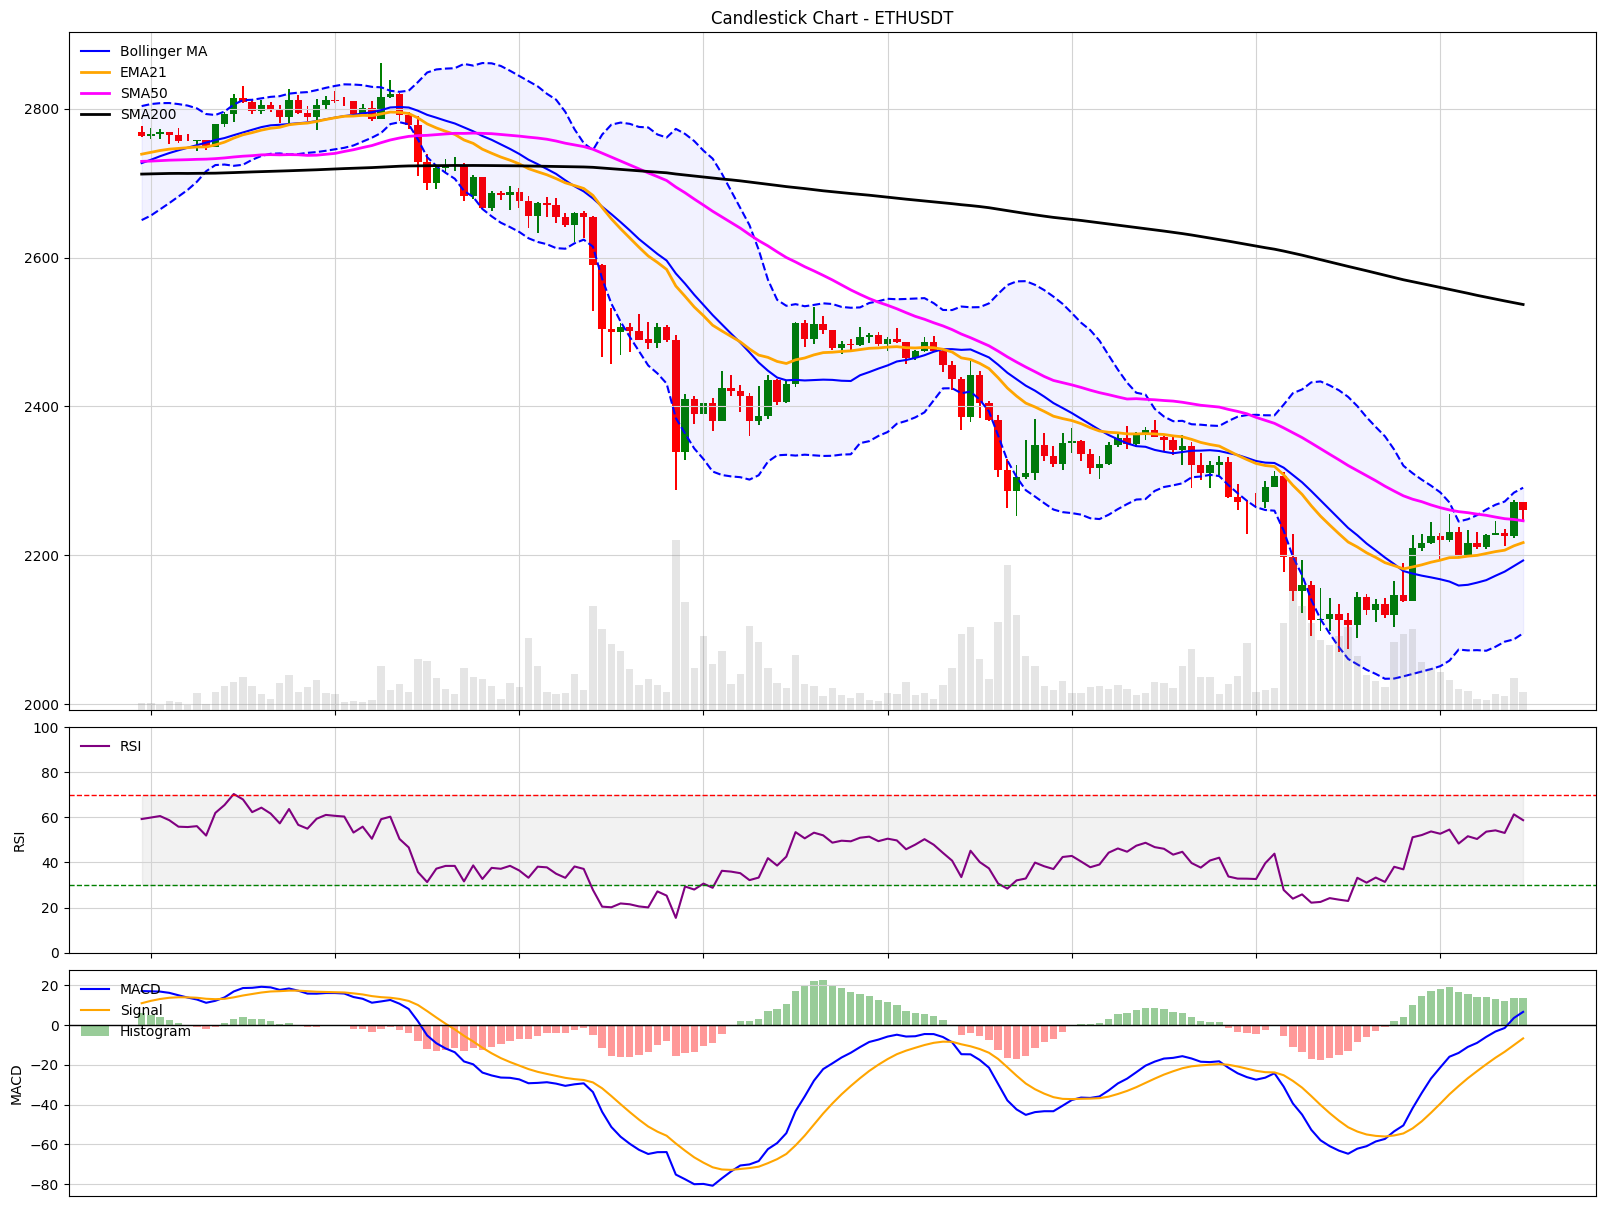 Candlestick Chart - ETHUSDT
Bollinger MA
EMA21
SMA50
SMA200
2800
2600
2400
2200
2000
100
80
60
40
20
0
RSI
RSI
20
0
−20
−40
−60
−80
MACD
MACD
Signal
Histogram